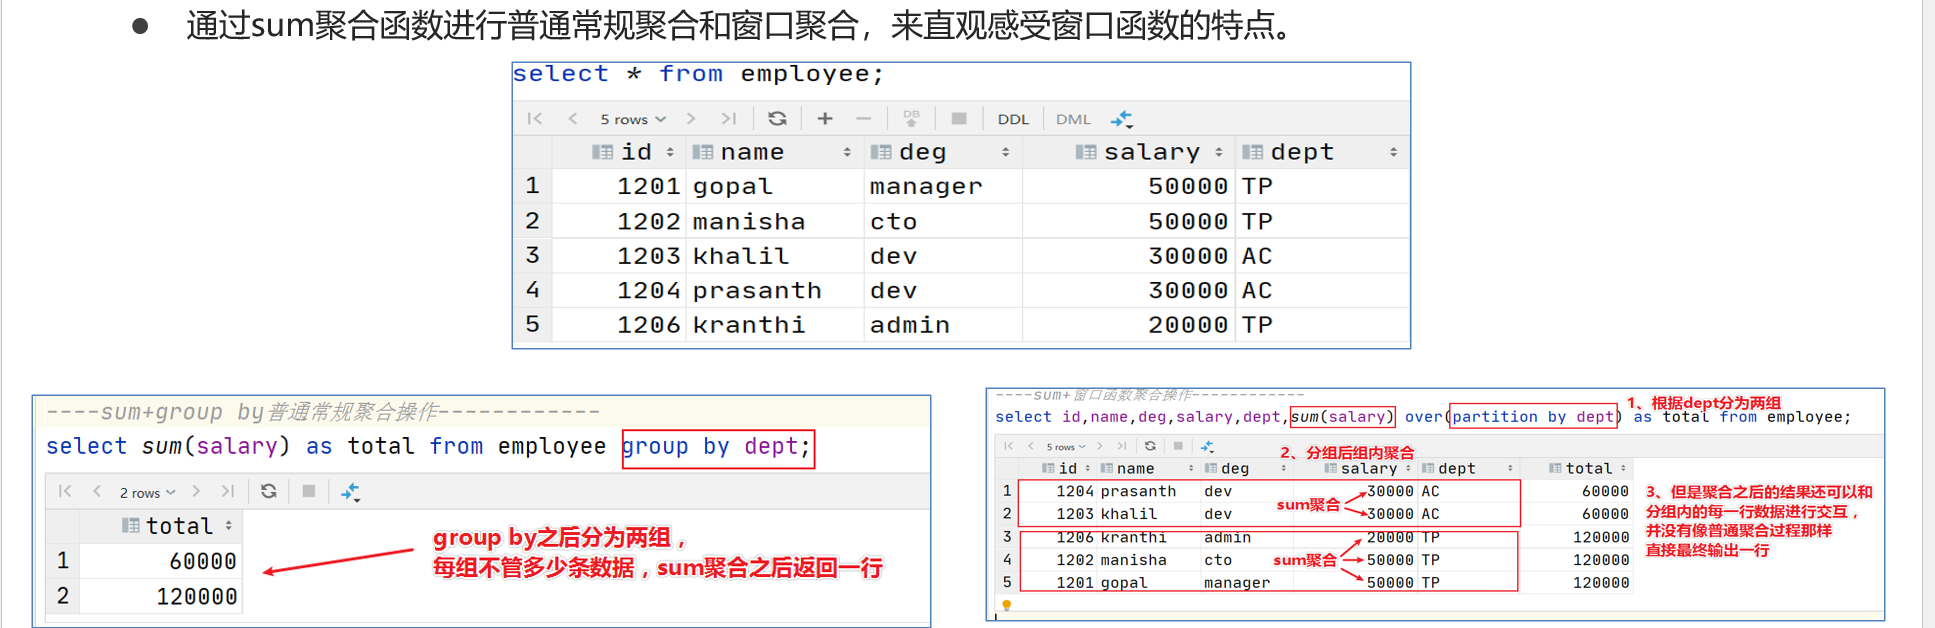 ● 通过sum聚合函数进行普通常规聚合和窗口聚合，来直观感受窗口函数的特点。
select * from employee;
5 rows DB DDL DML
id name deg salary dept
1 1201 gopal manager 50000 TP
2 1202 manisha cto 50000 TP
3 1203 khalil dev 30000 AC
4 1204 prasanth dev 30000 AC
5 1206 kranthi admin 20000 TP
----sum+group by普通常规聚合操作------------
select sum(salary) as total from employee group by dept;
2 rows
total
1 60000
2 120000
group by之后分为两组，
每组不管多少条数据，sum聚合之后返回一行
----sum+窗口函数聚合操作------------
1、根据dept分为两组
select id,name,deg,salary,dept,sum(salary) over(partition by dept) as total from employee;
5 rows
2、分组后组内聚合
id name deg salary dept total
1 1204 prasanth dev 30000 AC 60000
sum聚合
2 1203 khalil dev 30000 AC 60000
3 1206 kranthi admin 20000 TP 120000
4 1202 manisha cto sum聚合 50000 TP 120000
5 1201 gopal manager 50000 TP 120000
3、但是聚合之后的结果还可以和
分组内的每一行数据进行交互，
并没有像普通聚合过程那样
直接最终输出一行